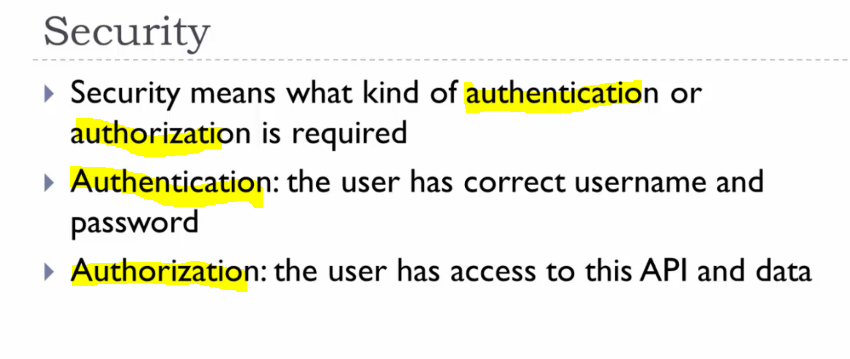 Security
Security means what kind of authentication or
authorization is required
Authentication: the user has correct username and
password
Authorization: the user has access to this API and data